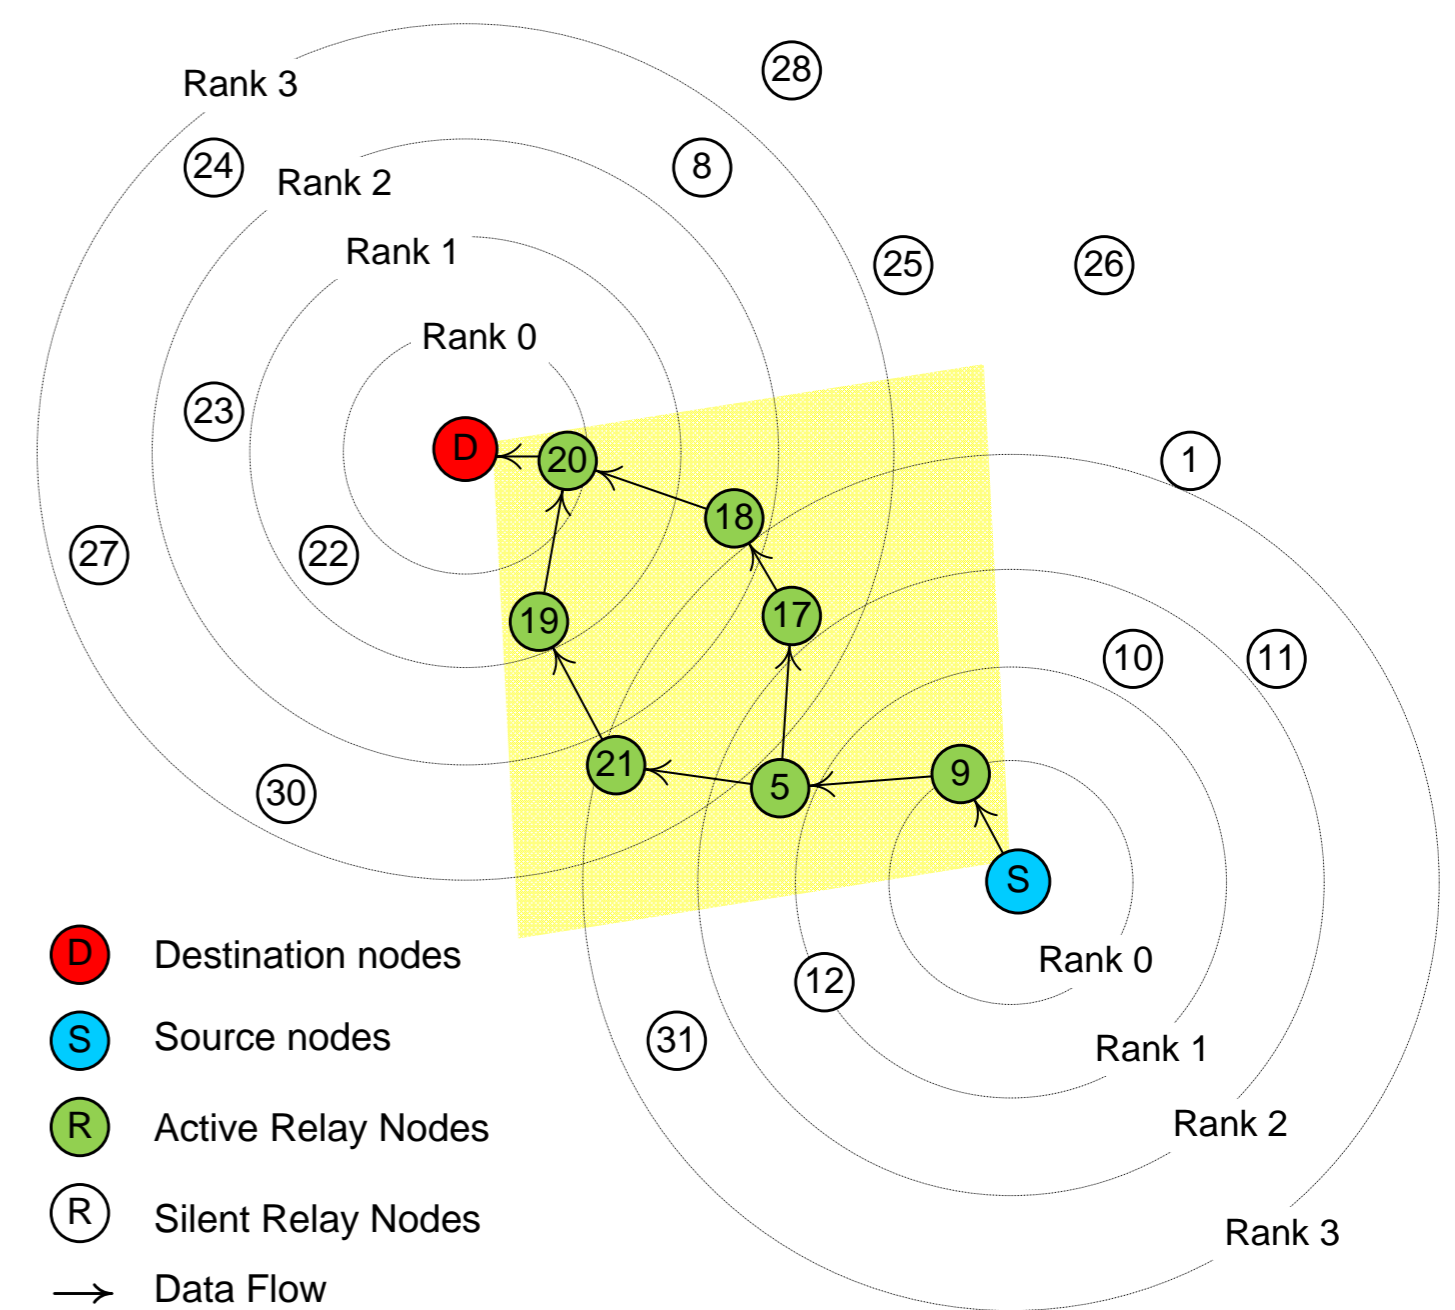 28
Rank 3
24
8
Rank 2
Rank 1
25
26
Rank 0
23
D
20
1
18
27
22
19
17
10
11
21
5
9
30
S
D Destination nodes
12
Rank 0
S Source nodes
31
Rank 1
R Active Relay Nodes
Rank 2
R Silent Relay Nodes
Rank 3
Data Flow